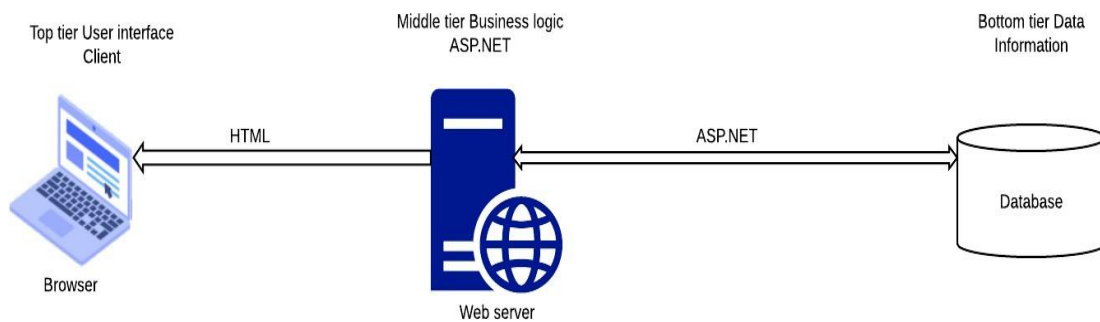 Top tier User interface
Client
Middle tier Business logic
ASP.NET
Bottom tier Data
Information
HTML
ASP.NET
Database
Browser
Web server